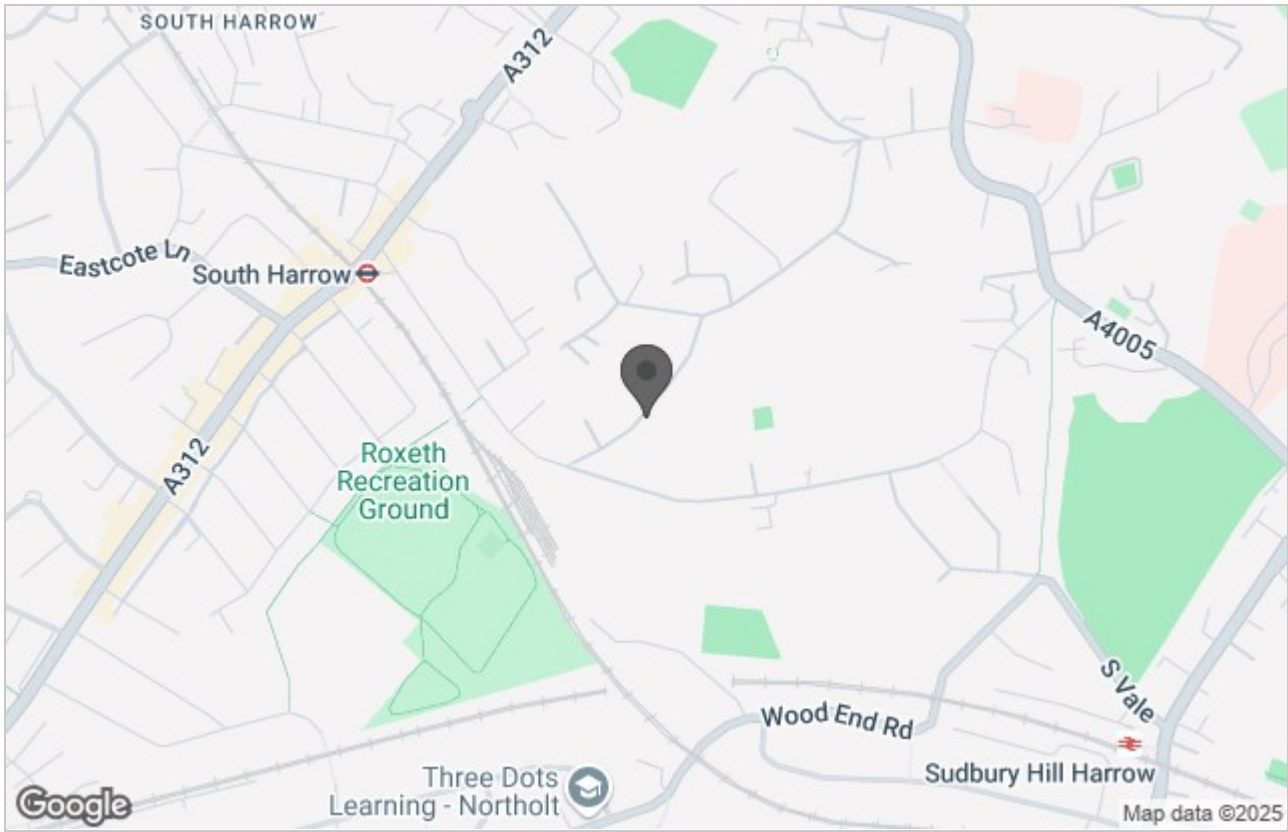 SOUTH HARROW
A312
Eastcote Ln
South Harrow
A4005
A312
Roxeth
Recreation
Ground
S Vale
Wood End Rd
Sudbury Hill Harrow
Three Dots
Learning - Northolt
Google
Map data ©2025